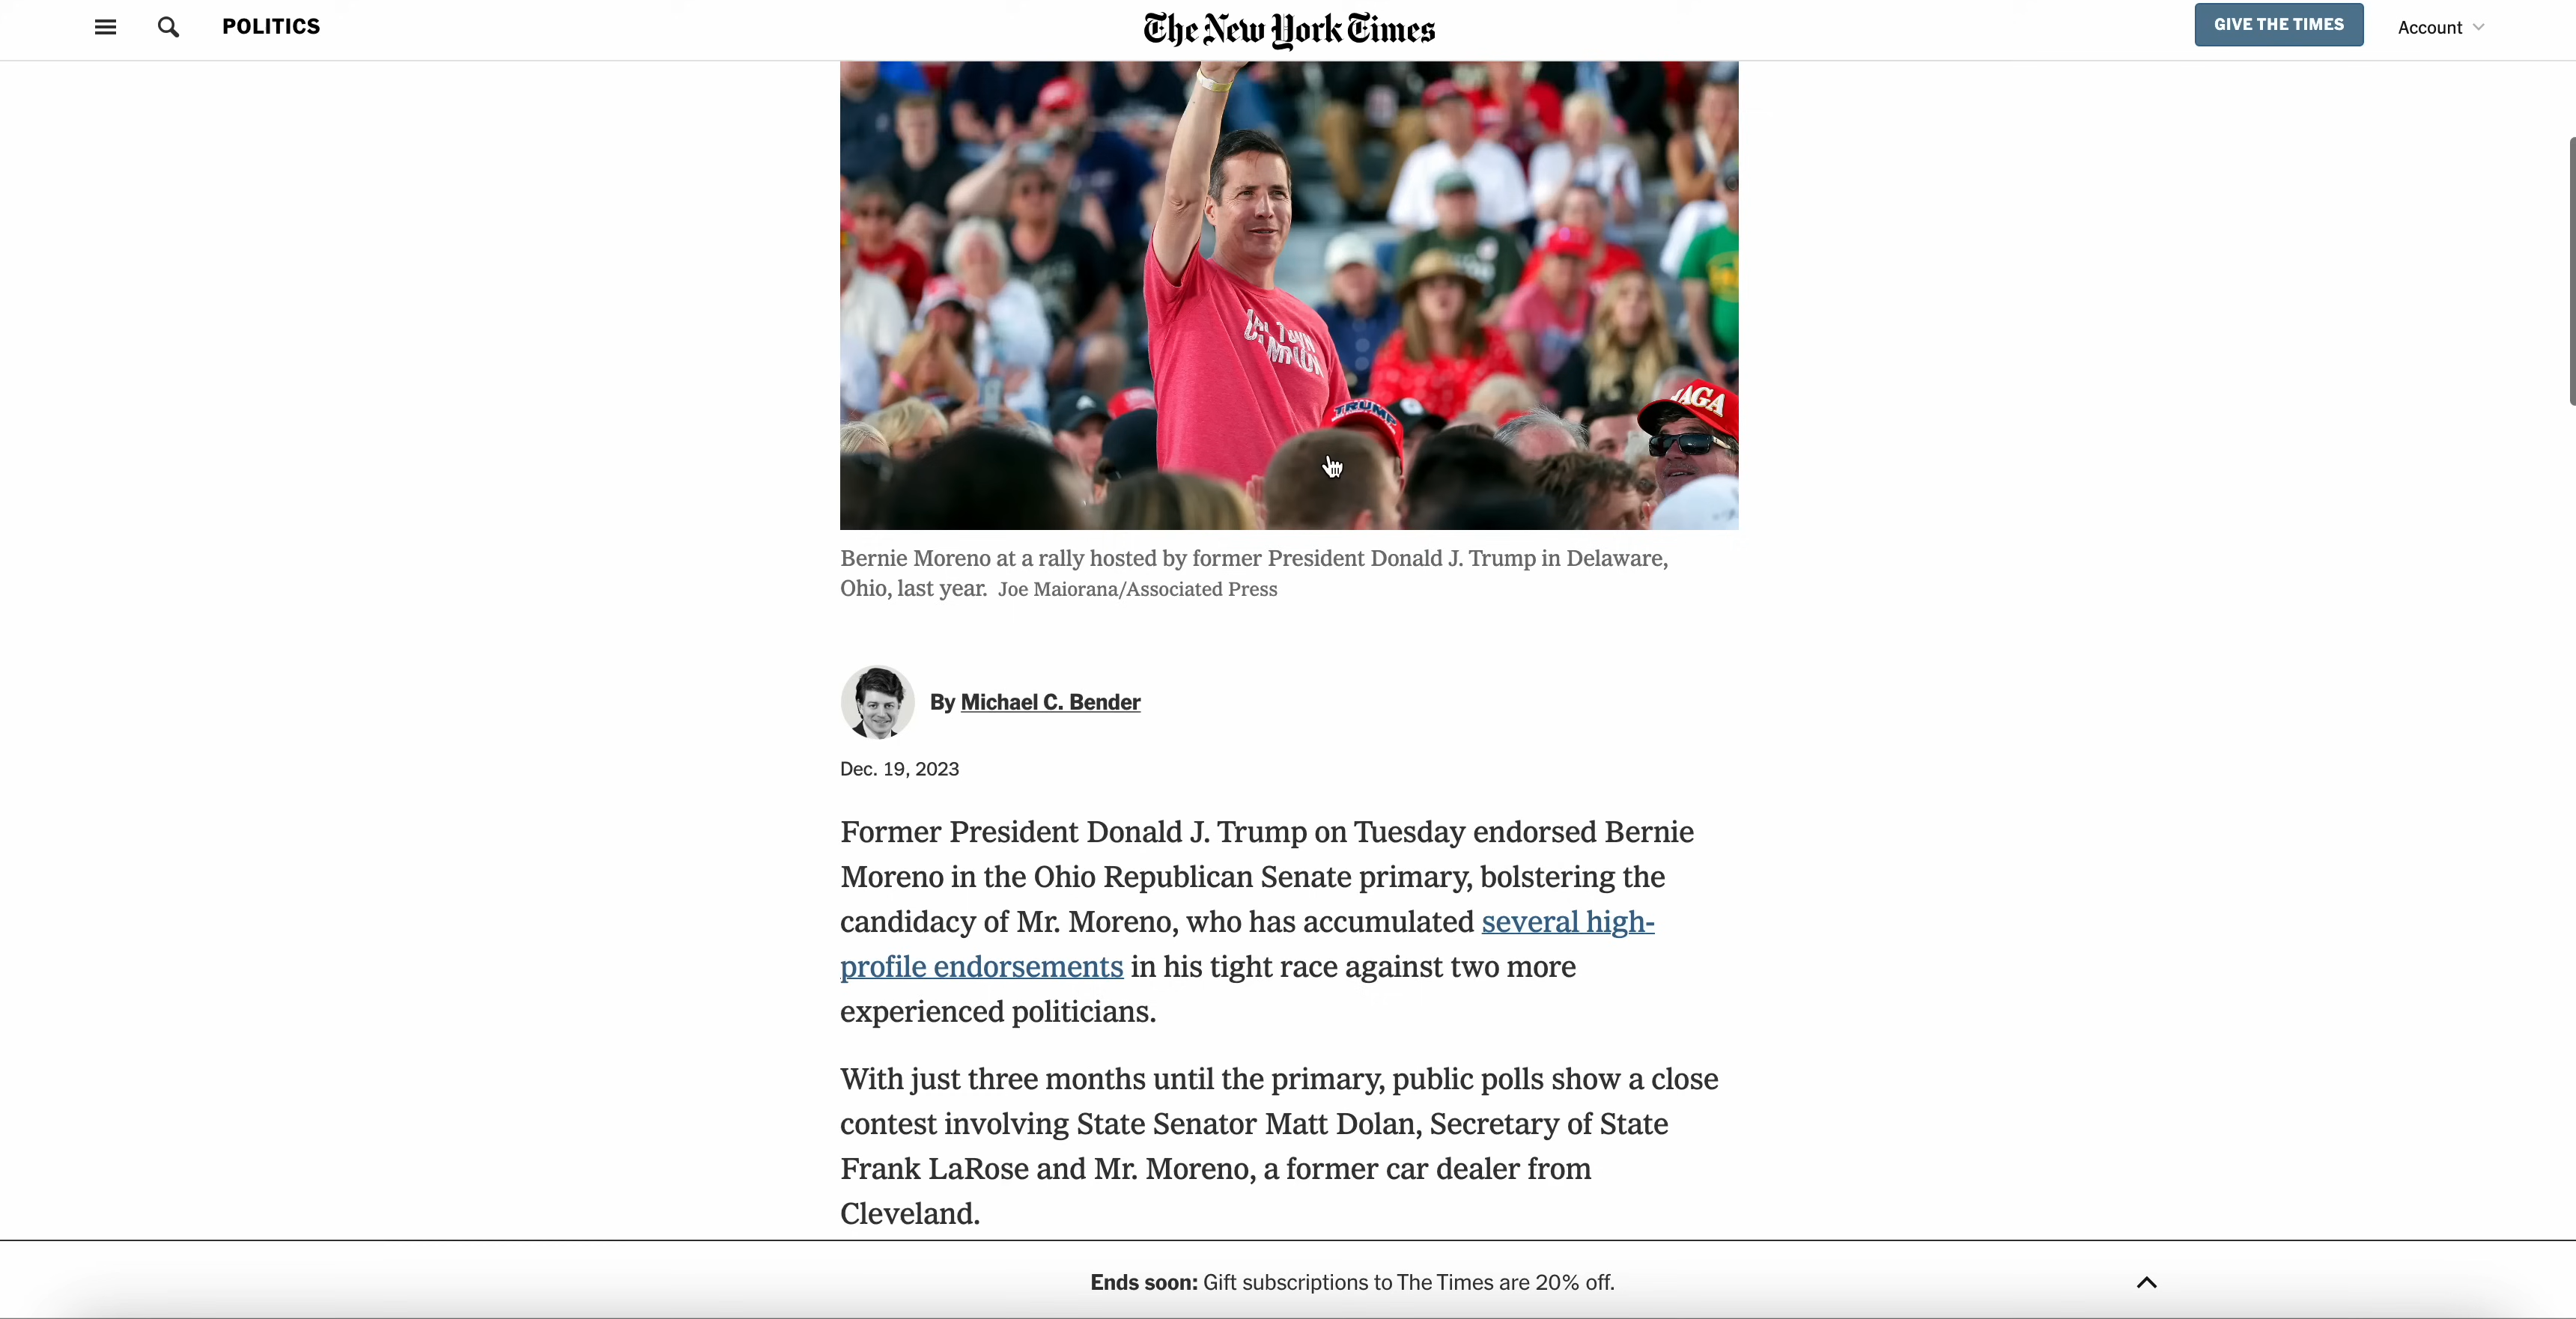 POLITICS
The New York Times
GIVE THE TIMES
Account
TRUMP
MAGA
Bernie Moreno at a rally hosted by former President Donald J. Trump in Delaware,
Ohio, last year. Joe Maiorana/Associated Press
By Michael C. Bender
Dec. 19, 2023
Former President Donald J. Trump on Tuesday endorsed Bernie
Moreno in the Ohio Republican Senate primary, bolstering the
candidacy of Mr. Moreno, who has accumulated several high-
profile endorsements in his tight race against two more
experienced politicians.
With just three months until the primary, public polls show a close
contest involving State Senator Matt Dolan, Secretary of State
Frank LaRose and Mr. Moreno, a former car dealer from
Cleveland.
Ends soon: Gift subscriptions to The Times are 20% off.